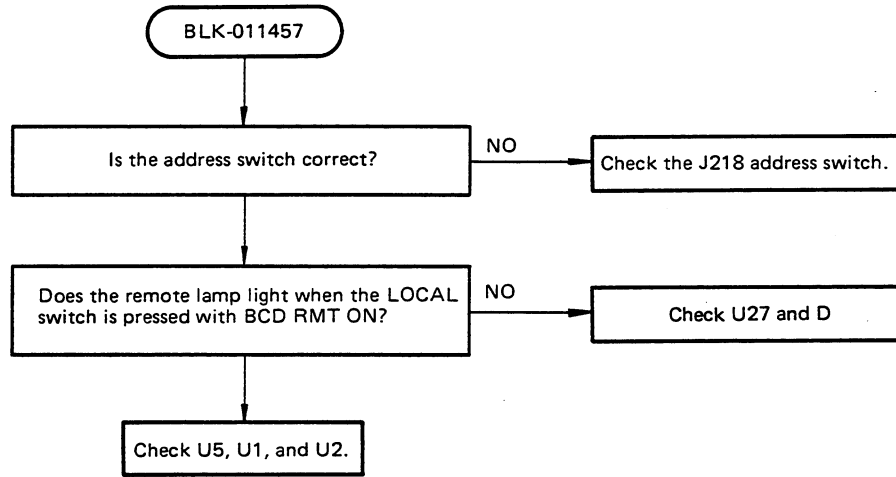 BLK-011457
Is the address switch correct?
NO
Check the J218 address switch.
Does the remote lamp light when the LOCAL
switch is pressed with BCD RMT ON?
NO
Check U27 and D
Check U5, U1, and U2.